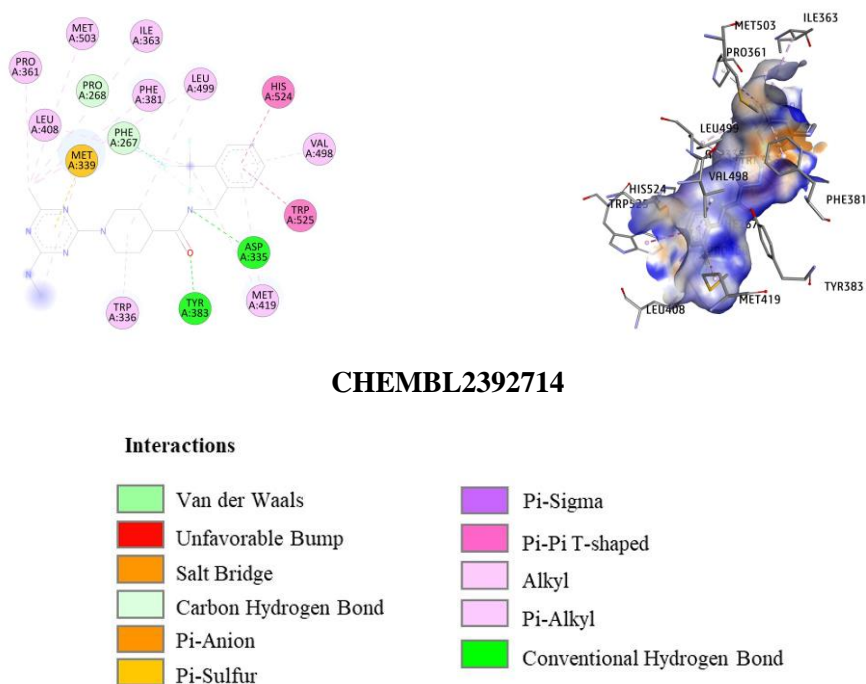 MET
A:503
ILE
A:363
PRO
A:361
PRO
A:268
PHE
A:381
LEU
A:499
HIS
A:524
LEU
A:408
PHE
A:267
MET
A:339
VAL
A:498
TRP
A:525
ASP
A:335
TRP
A:336
TYR
A:383
MET
A:419
N
N
N
N
N
N
O
MET503
ILE363
PRO361
LEU499
VAL498
HIS524
TRP525
PHE381
TYR383
MET419
LEU408
CHEMBL2392714
Interactions
Van der Waals
Unfavorable Bump
Salt Bridge
Carbon Hydrogen Bond
Pi-Anion
Pi-Sulfur
Pi-Sigma
Pi-Pi T-shaped
Alkyl
Pi-Alkyl
Conventional Hydrogen Bond